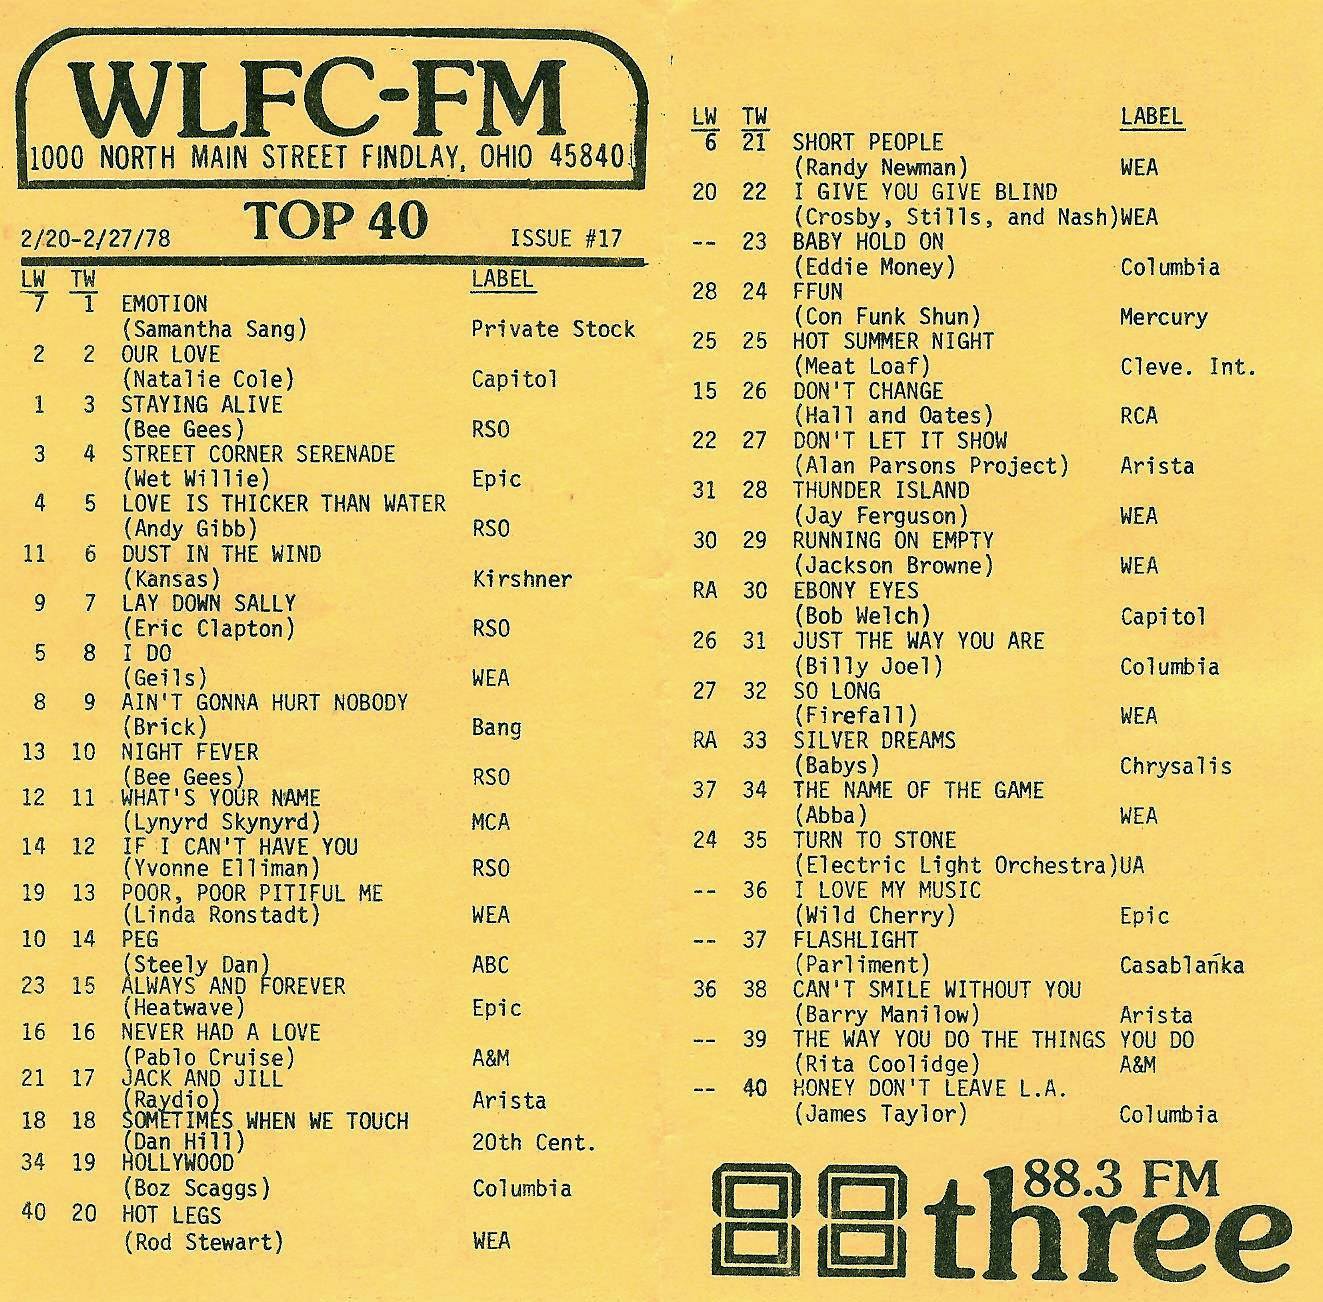 WLFC-FM
1000 NORTH MAIN STREET FINDLAY, OHIO 45840
TOP 40
2/20-2/27/78 ISSUE #17
LW TW LABEL
7 1 EMOTION
(Samantha Sang) Private Stock
2 2 OUR LOVE
(Natalie Cole) Capitol
1 3 STAYING ALIVE
(Bee Gees) RSO
3 4 STREET CORNER SERENADE
(Wet Willie) Epic
4 5 LOVE IS THICKER THAN WATER
(Andy Gibb) RSO
11 6 DUST IN THE WIND
(Kansas) Kirshner
9 7 LAY DOWN SALLY
(Eric Clapton) RSO
5 8 I DO
(Geils) WEA
8 9 AIN'T GONNA HURT NOBODY
(Brick) Bang
13 10 NIGHT FEVER
(Bee Gees) RSO
12 11 WHAT'S YOUR NAME
(Lynyrd Skynyrd) MCA
14 12 IF I CAN'T HAVE YOU
(Yvonne Elliman) RSO
19 13 POOR, POOR PITIFUL ME
(Linda Ronstadt) WEA
10 14 PEG
(Steely Dan) ABC
23 15 ALWAYS AND FOREVER
(Heatwave) Epic
16 16 NEVER HAD A LOVE
(Pablo Cruise) A&M
21 17 JACK AND JILL
(Raydio) Arista
18 18 SOMETIMES WHEN WE TOUCH
(Dan Hill) 20th Cent.
34 19 HOLLYWOOD
(Boz Scaggs) Columbia
40 20 HOT LEGS
(Rod Stewart) WEA
LW TW LABEL
6 21 SHORT PEOPLE
(Randy Newman) WEA
20 22 I GIVE YOU GIVE BLIND
(Crosby, Stills, and Nash)WEA
-- 23 BABY HOLD ON
(Eddie Money) Columbia
28 24 FFUN
(Con Funk Shun) Mercury
25 25 HOT SUMMER NIGHT
(Meat Loaf) Cleve. Int.
15 26 DON'T CHANGE
(Hall and Oates) RCA
22 27 DON'T LET IT SHOW
(Alan Parsons Project) Arista
31 28 THUNDER ISLAND
(Jay Ferguson) WEA
30 29 RUNNING ON EMPTY
(Jackson Browne) WEA
RA 30 EBONY EYES
(Bob Welch) Capitol
26 31 JUST THE WAY YOU ARE
(Billy Joel) Columbia
27 32 SO LONG
(Firefall) WEA
RA 33 SILVER DREAMS
(Babys) Chrysalis
37 34 THE NAME OF THE GAME
(Abba) WEA
24 35 TURN TO STONE
(Electric Light Orchestra)UA
-- 36 I LOVE MY MUSIC
(Wild Cherry) Epic
-- 37 FLASHLIGHT
(Parliment) Casablanka
36 38 CAN'T SMILE WITHOUT YOU
(Barry Manilow) Arista
-- 39 THE WAY YOU DO THE THINGS YOU DO
(Rita Coolidge) A&M
-- 40 HONEY DON'T LEAVE L.A.
(James Taylor) Columbia
88.3 FM
88 three